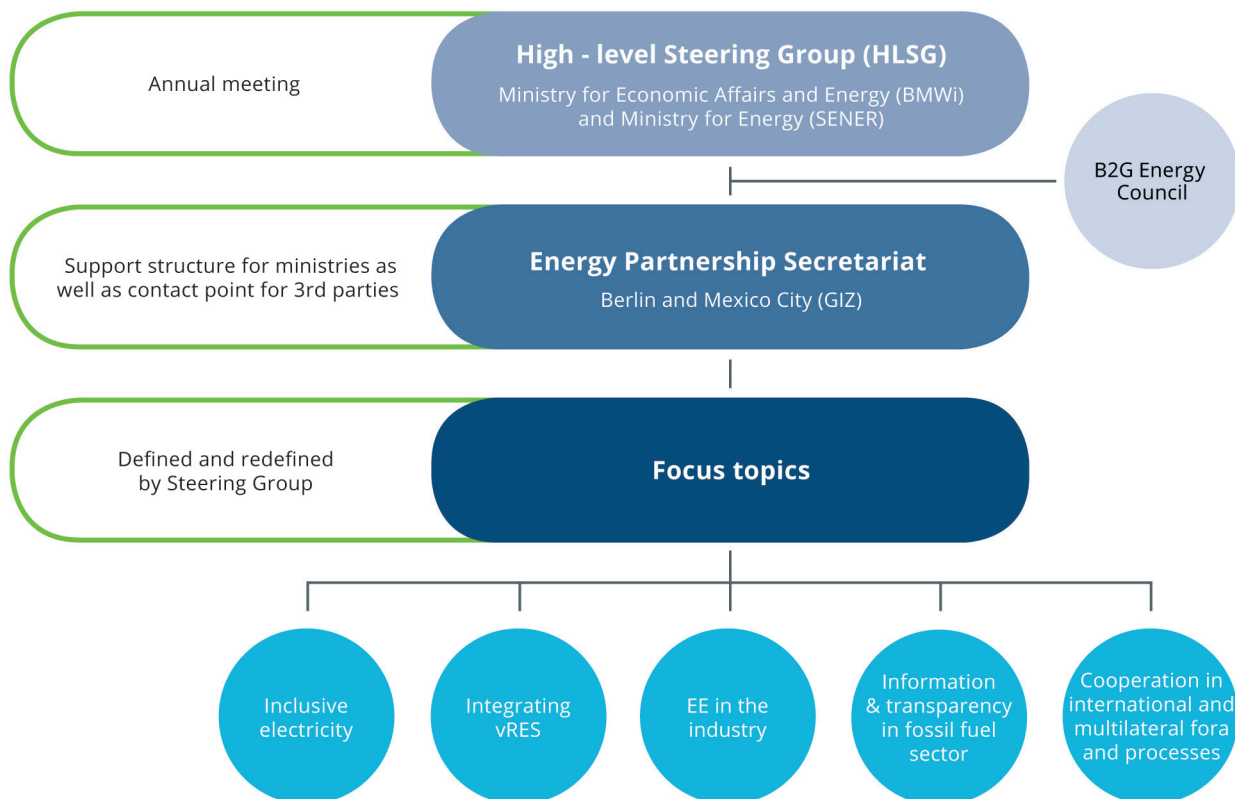 Annual meeting
High - level Steering Group (HLSG)
Ministry for Economic Affairs and Energy (BMWi)
and Ministry for Energy (SENER)
B2G Energy
Council
Support structure for ministries as
well as contact point for 3rd parties
Energy Partnership Secretariat
Berlin and Mexico City (GIZ)
Defined and redefined
by Steering Group
Focus topics
Inclusive
electricity
Integrating
vRES
EE in the
industry
Information
& transparency
in fossil fuel
sector
Cooperation in
international and
multilateral fora
and processes